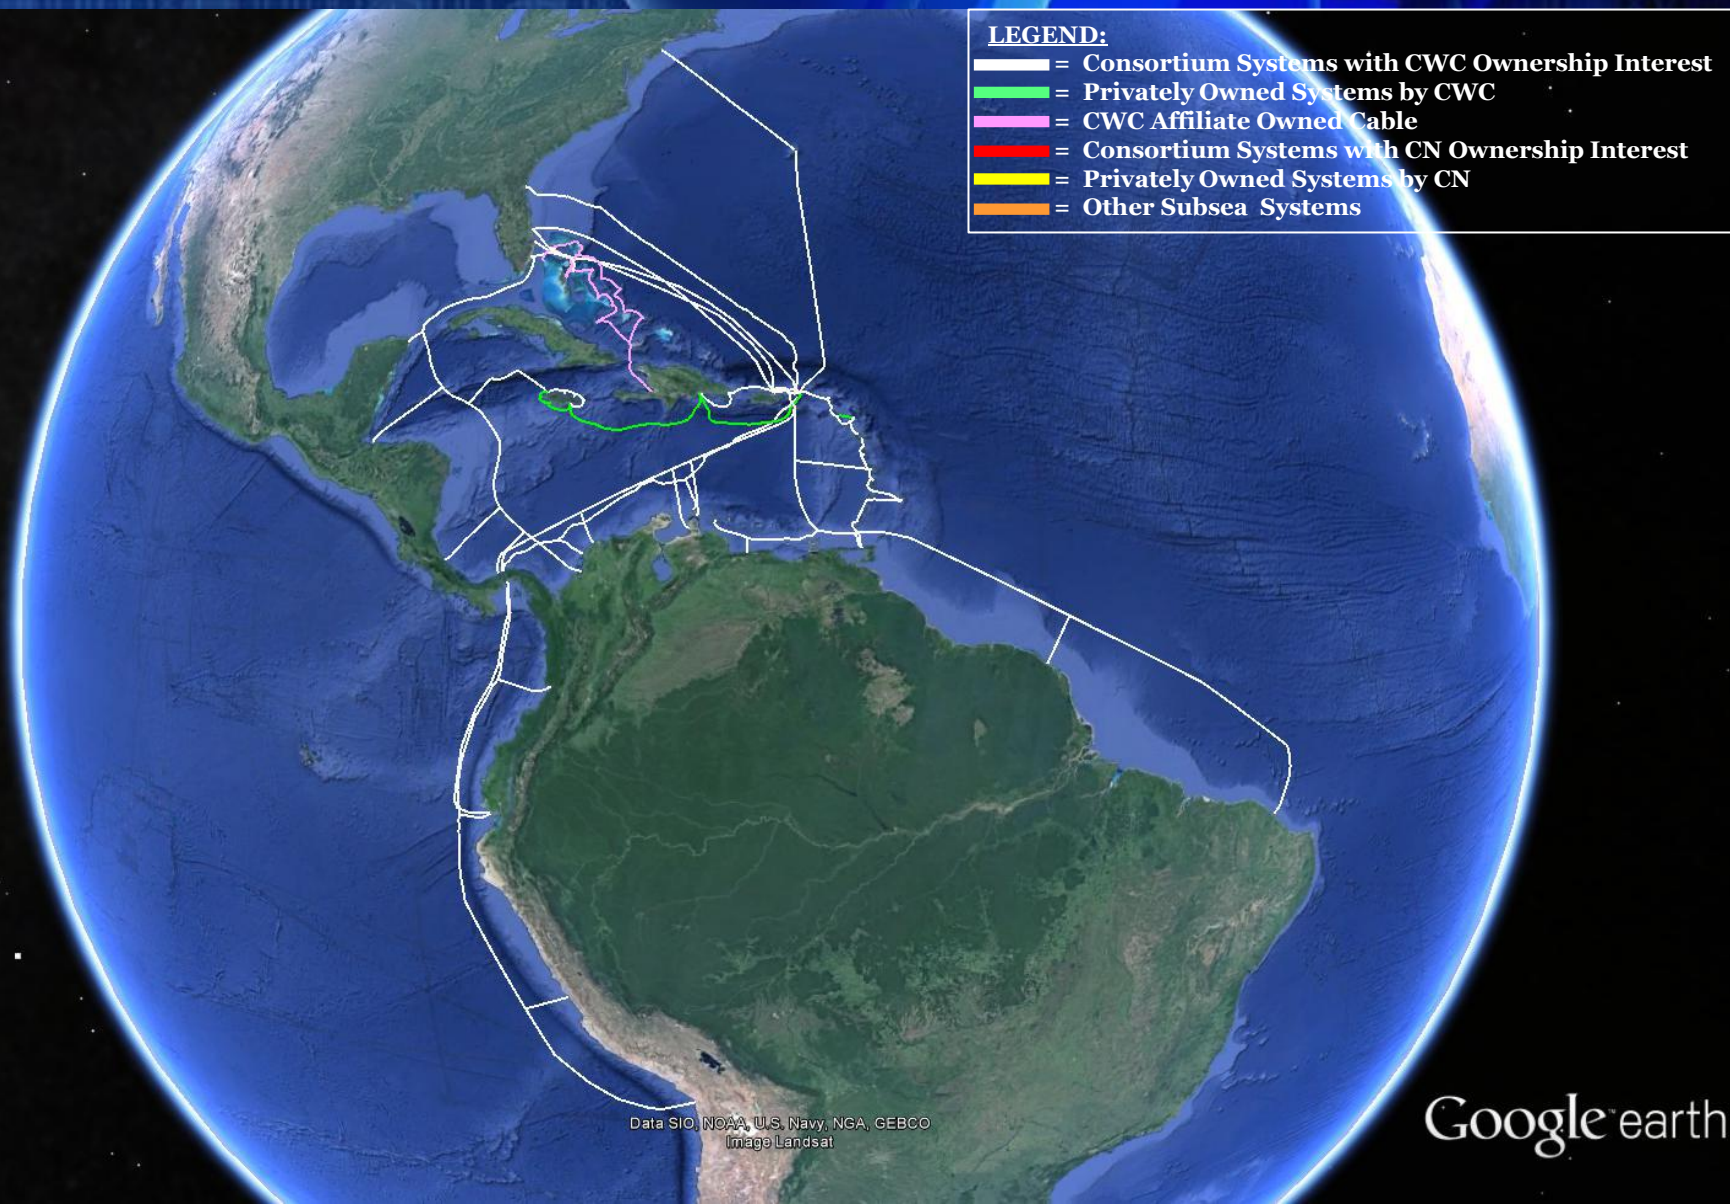 LEGEND:
= Consortium Systems with CWC Ownership Interest
= Privately Owned Systems by CWC
= CWC Affiliate Owned Cable
= Consortium Systems with CN Ownership Interest
= Privately Owned Systems by CN
= Other Subsea Systems
Data SIO, NOAA, U.S. Navy, NGA, GEBCO
Image Landsat
Google earth